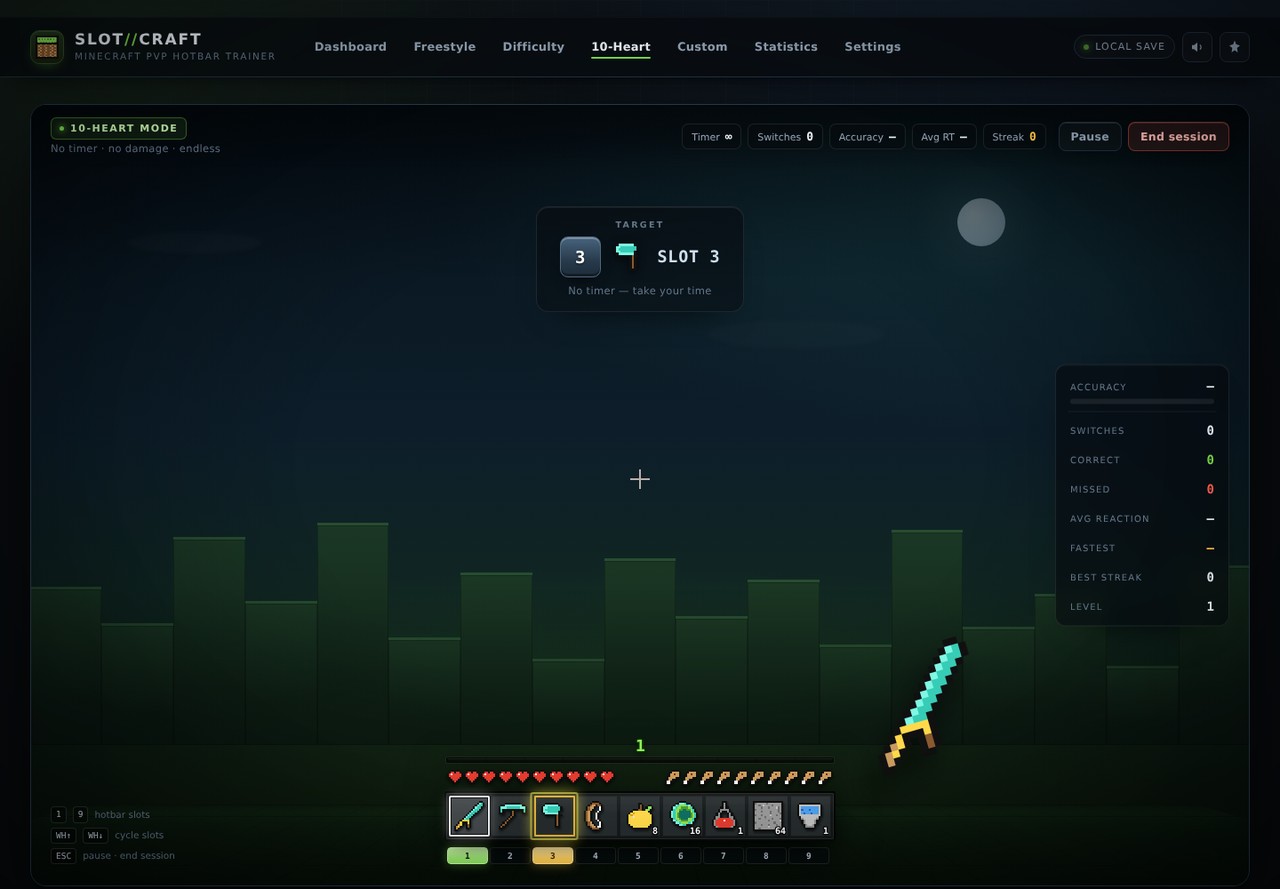 SLOT//CRAFT
MINECRAFT PVP HOTBAR TRAINER
Dashboard Freestyle Difficulty 10-Heart Custom Statistics Settings
LOCAL SAVE
10-HEART MODE
No timer · no damage · endless
Timer ∞ Switches 0 Accuracy — Avg RT — Streak 0 Pause End session
TARGET
3 SLOT 3
No timer — take your time
ACCURACY —
SWITCHES 0
CORRECT 0
MISSED 0
AVG REACTION —
FASTEST —
BEST STREAK 0
LEVEL 1
1
8 16 1 64 1
1 2 3 4 5 6 7 8 9
1 9 hotbar slots
WH↑ WH↓ cycle slots
ESC pause · end session